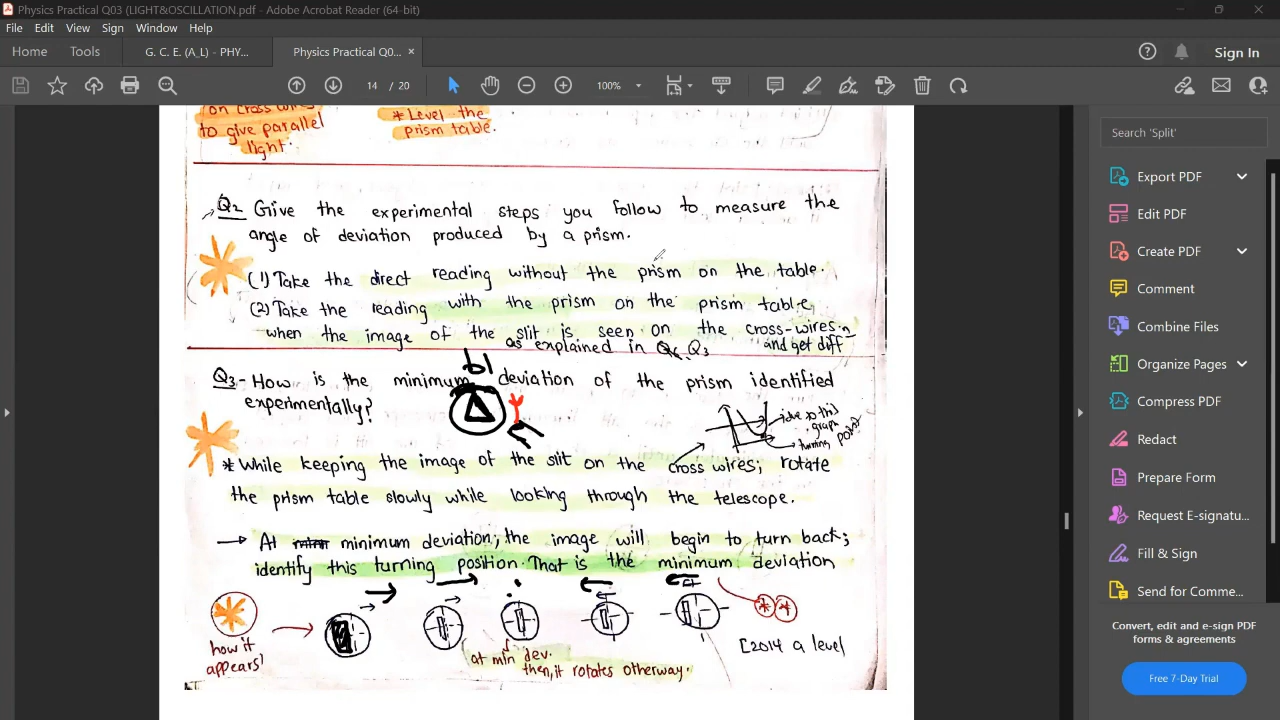 Physics Practical Q03 (LIGHT&OSCILLATION.pdf - Adobe Acrobat Reader (64-bit)
File Edit View Sign Window Help
Home Tools G. C. E. (A_L) - PHY... Physics Practical Q0... × Sign In
14 / 20 100%
on cross wires
to give parallel
light.
* Level the
prism table.
Search 'Split'
Export PDF
Edit PDF
Create PDF
Comment
Combine Files
Organize Pages
Compress PDF
Redact
Prepare Form
Request E-signatu...
Fill & Sign
Send for Comme...
Convert, edit and e-sign PDF
forms & agreements
Free 7-Day Trial
Q2 Give the experimental steps you follow to measure the
angle of deviation produced by a prism.
(1) Take the direct reading without the prism on the table.
(2) Take the reading with the prism on the prism table,
when the image of the slit is seen on the cross-wires.
as explained in Q3 and get diff
Q3 - How is the minimum deviation of the prism identified
experimentally?
bl
due to this
graph
turning point
* While keeping the image of the slit on the cross wires; rotate
the prism table slowly while looking through the telescope.
→ At minimum deviation; the image will begin to turn back;
identify this turning position. That is the minimum deviation
how it
appears!
at min dev.
then, it rotates otherway.
[2014 a level